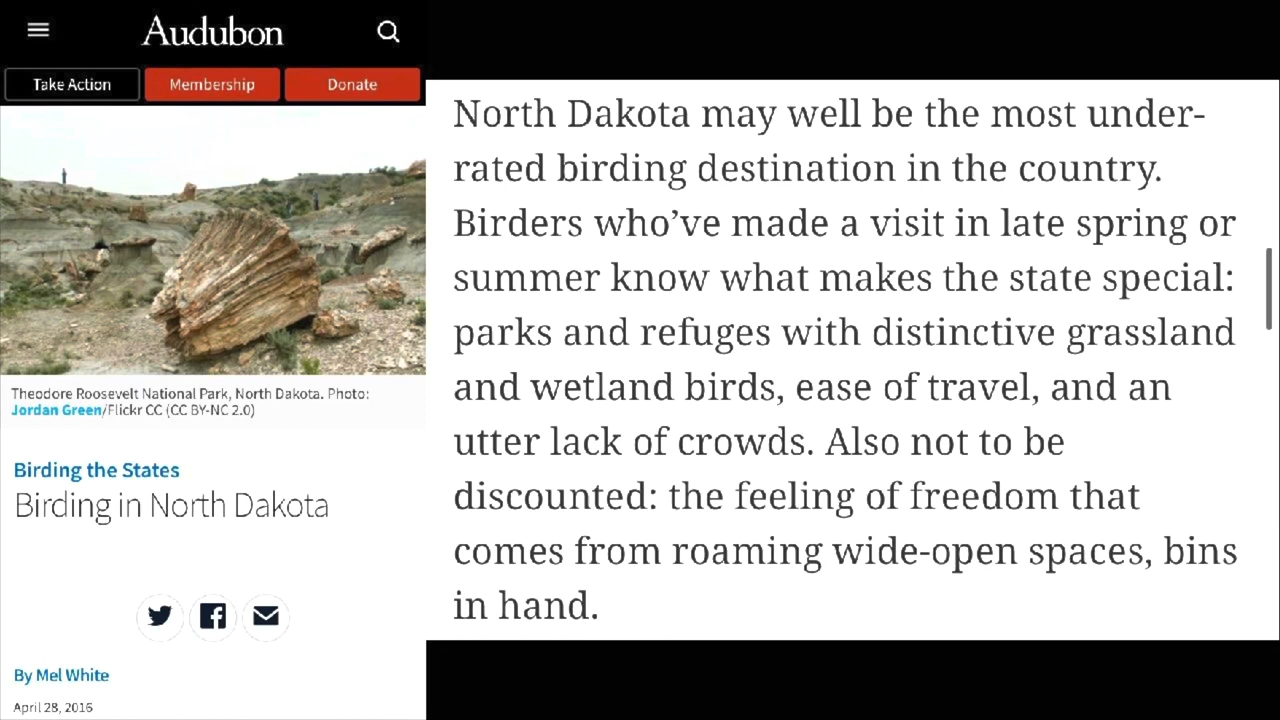 Audubon
Take Action
Membership
Donate
Theodore Roosevelt National Park, North Dakota. Photo:
Jordan Green/Flickr CC (CC BY-NC 2.0)
Birding the States
Birding in North Dakota
By Mel White
April 28, 2016
North Dakota may well be the most under-
rated birding destination in the country.
Birders who’ve made a visit in late spring or
summer know what makes the state special:
parks and refuges with distinctive grassland
and wetland birds, ease of travel, and an
utter lack of crowds. Also not to be
discounted: the feeling of freedom that
comes from roaming wide-open spaces, bins
in hand.